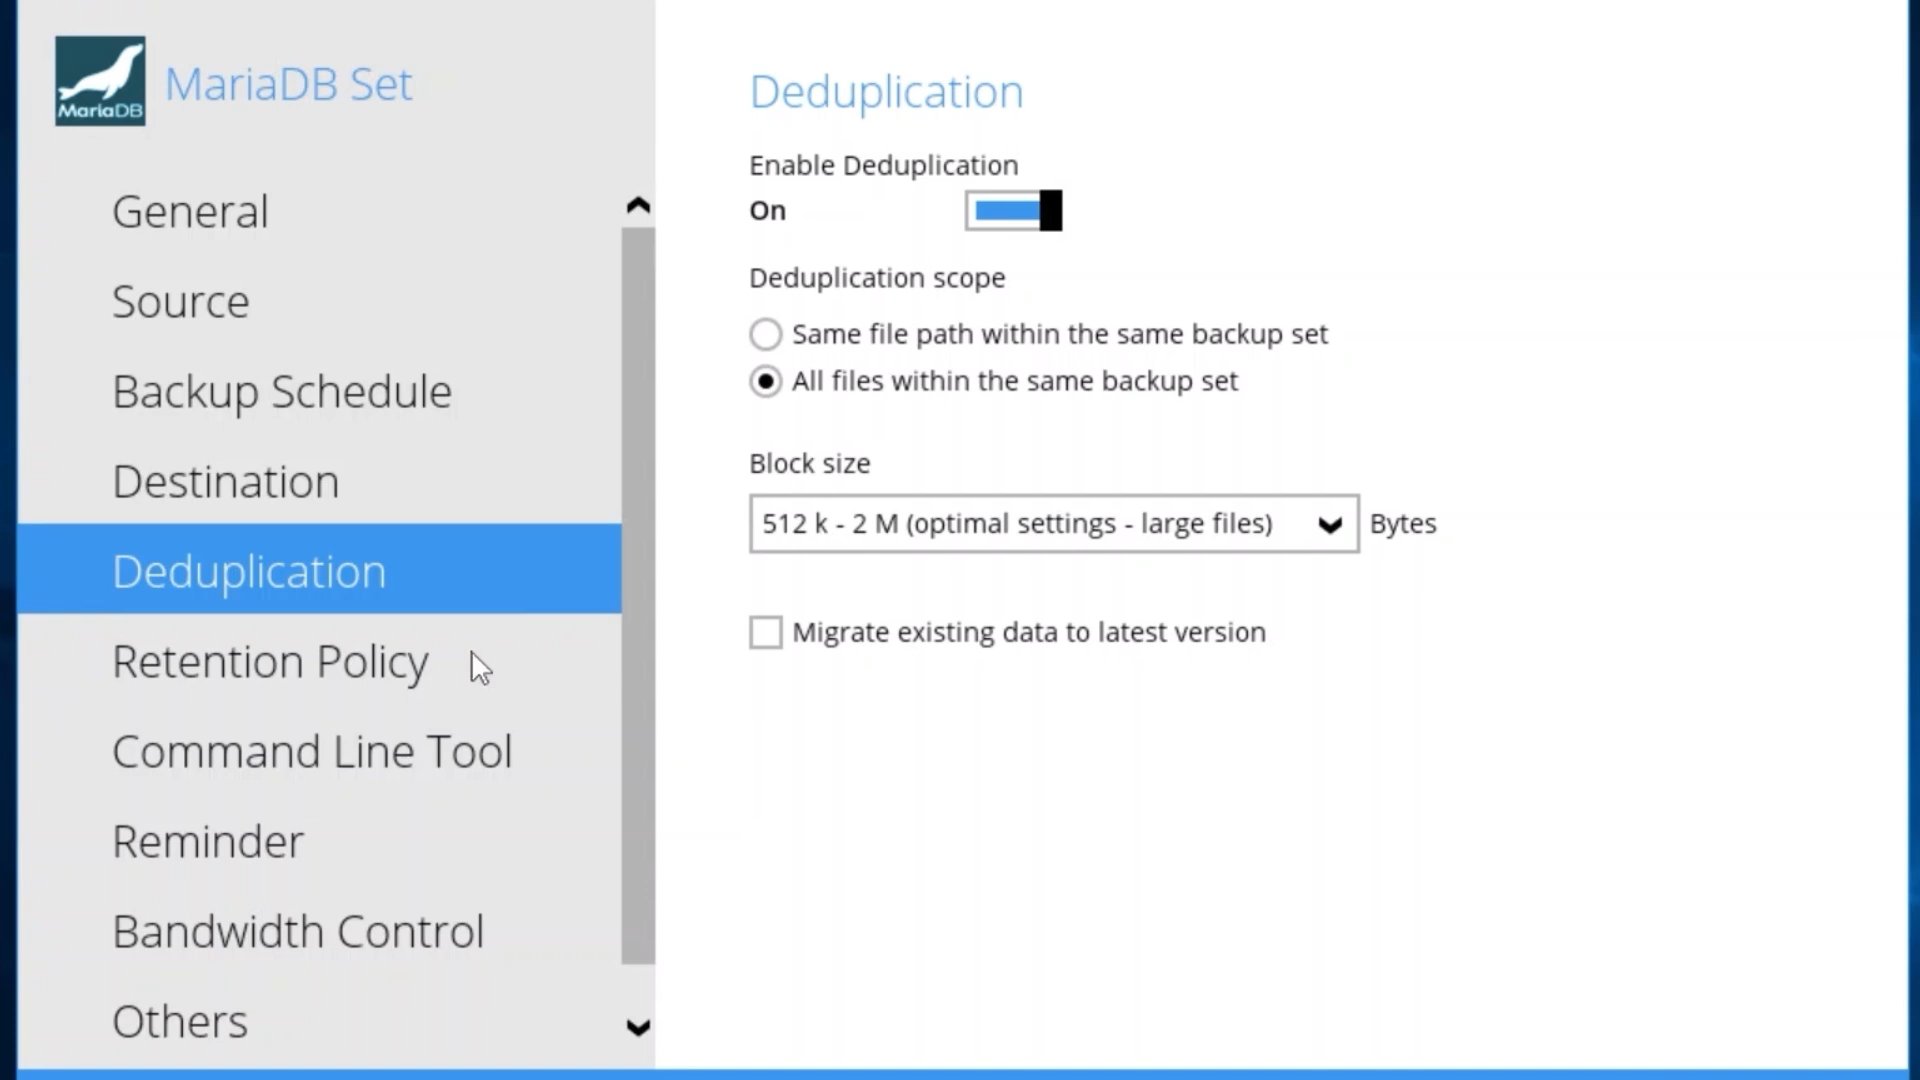 MariaDB
MariaDB Set
General
Source
Backup Schedule
Destination
Deduplication
Retention Policy
Command Line Tool
Reminder
Bandwidth Control
Others
Deduplication
Enable Deduplication
On
Deduplication scope
Same file path within the same backup set
All files within the same backup set
Block size
512 k - 2 M (optimal settings - large files) Bytes
Migrate existing data to latest version